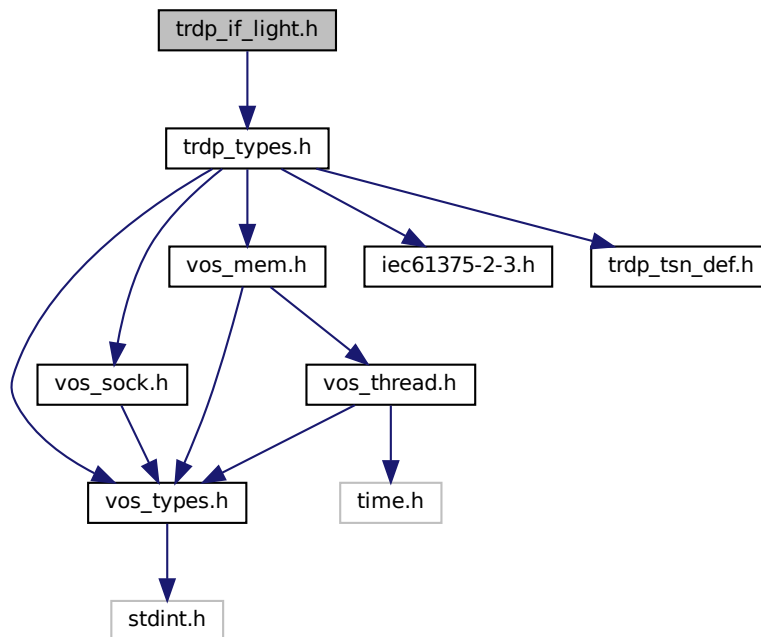 trdp_if_light.h
trdp_types.h
vos_mem.h
iec61375-2-3.h
trdp_tsn_def.h
vos_sock.h
vos_thread.h
vos_types.h
time.h
stdint.h